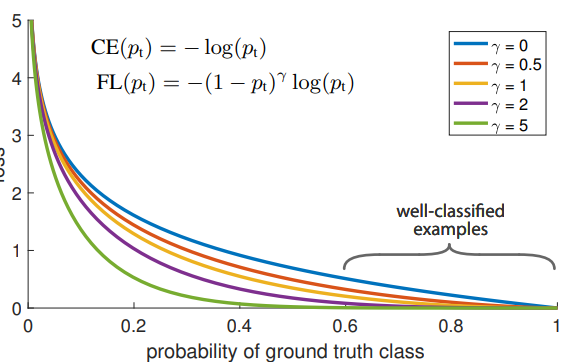 5
4
3
2
1
0
CE(pₜ) = − log(pₜ)
FL(pₜ) = −(1 − pₜ)^γ log(pₜ)
γ = 0
γ = 0.5
γ = 1
γ = 2
γ = 5
well-classified
examples
0
0.2
0.4
0.6
0.8
1
probability of ground truth class